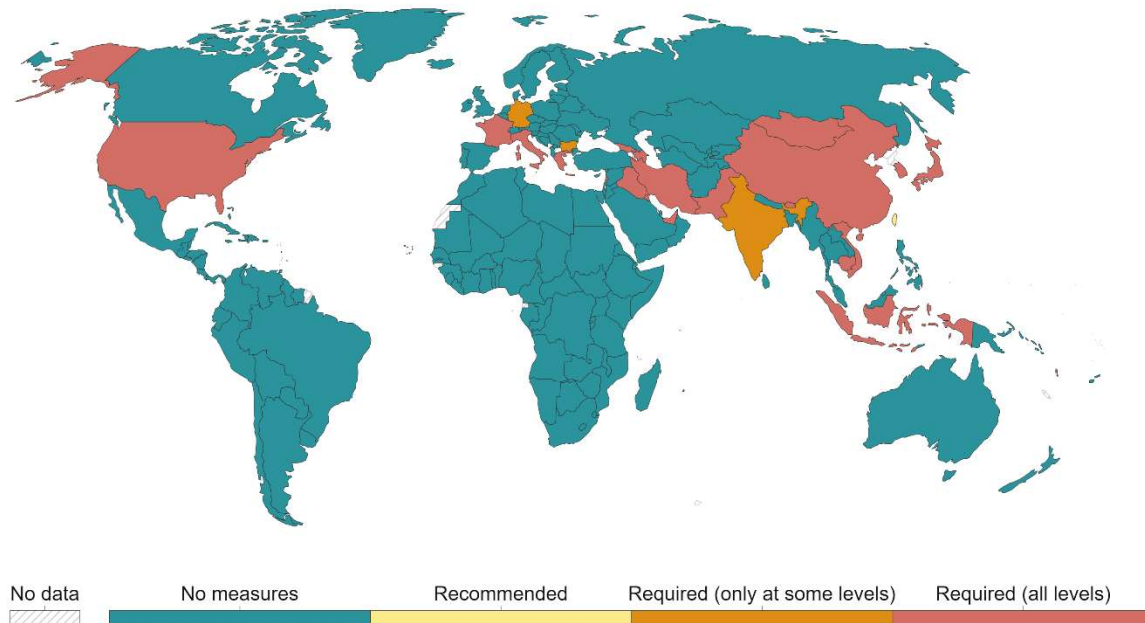 No data No measures Recommended Required (only at some levels) Required (all levels)